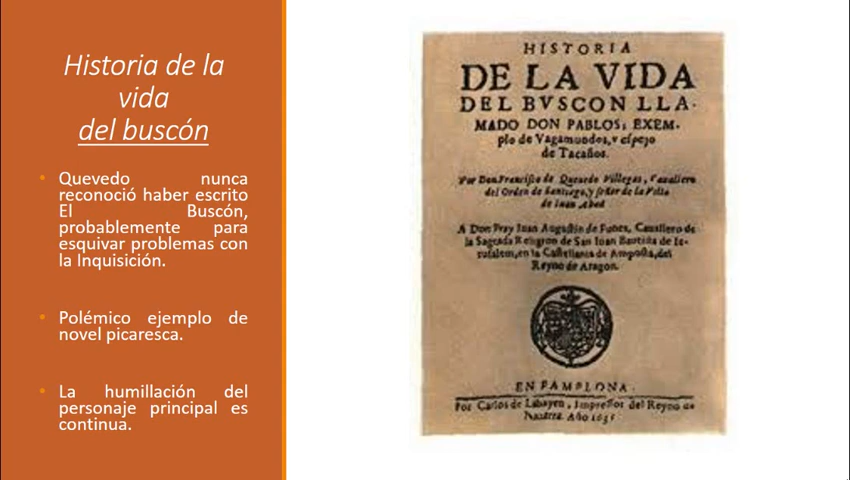 Historia de la
vida
del buscón
• Quevedo nunca
reconoció haber escrito
El Buscón,
probablemente para
esquivar problemas con
la Inquisición.
• Polémico ejemplo de
novel picaresca.
• La humillación del
personaje principal es
continua.
HISTORIA
DE LA VIDA
DEL BVSCON LLA-
MADO DON PABLOS; EXEM-
plo de Vagamundos, y espejo
de Tacaños.
Por Don Francisco de Quevedo Villegas, Cavallero
del Orden de Santiago, y señor de la Villa
de Iuan Abad
A Don Fray Iuan Augustin de Funes, Cavallero de
la Sagrada Religion de San Iuan Bautista de Ie-
rusalem, en la Castellania de Amposta, del
Reyno de Aragon.
EN PAMPLONA.
Por Carlos de Labayen, Impressor del Reyno de
Navarra. Año 1631